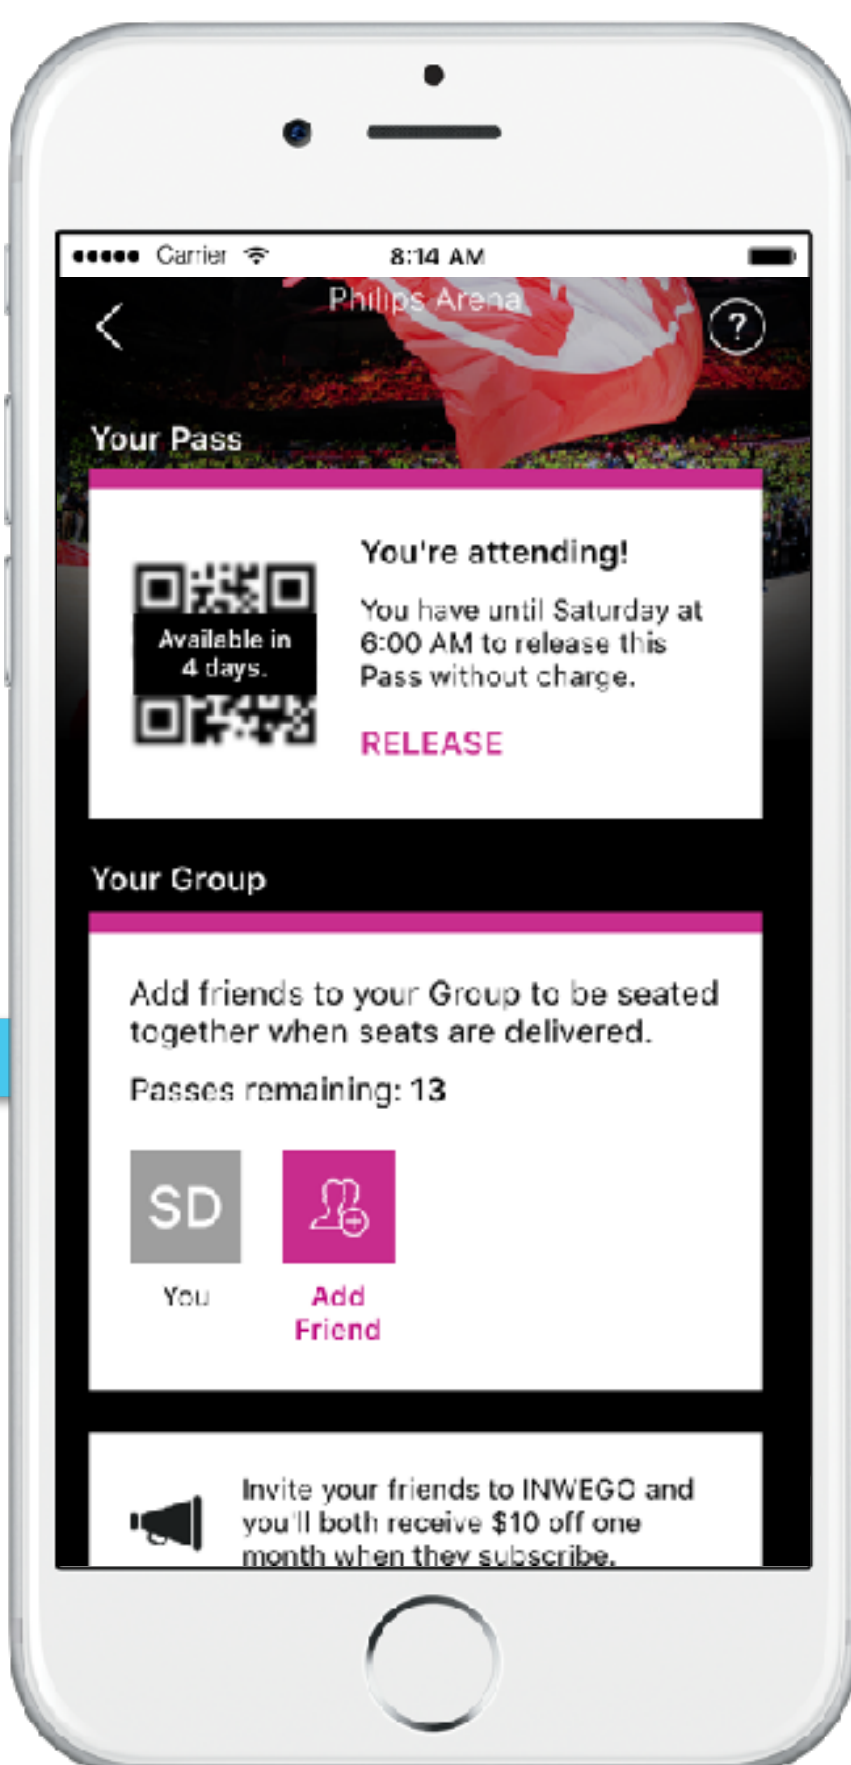 Carrier 8:14 AM
Philips Arena
?
Your Pass
You're attending!
You have until Saturday at
6:00 AM to release this
Pass without charge.
RELEASE
Available in
4 days.
Your Group
Add friends to your Group to be seated
together when seats are delivered.
Passes remaining: 13
SD
You
Add
Friend
Invite your friends to INWEGO and
you'll both receive $10 off one
month when they subscribe.